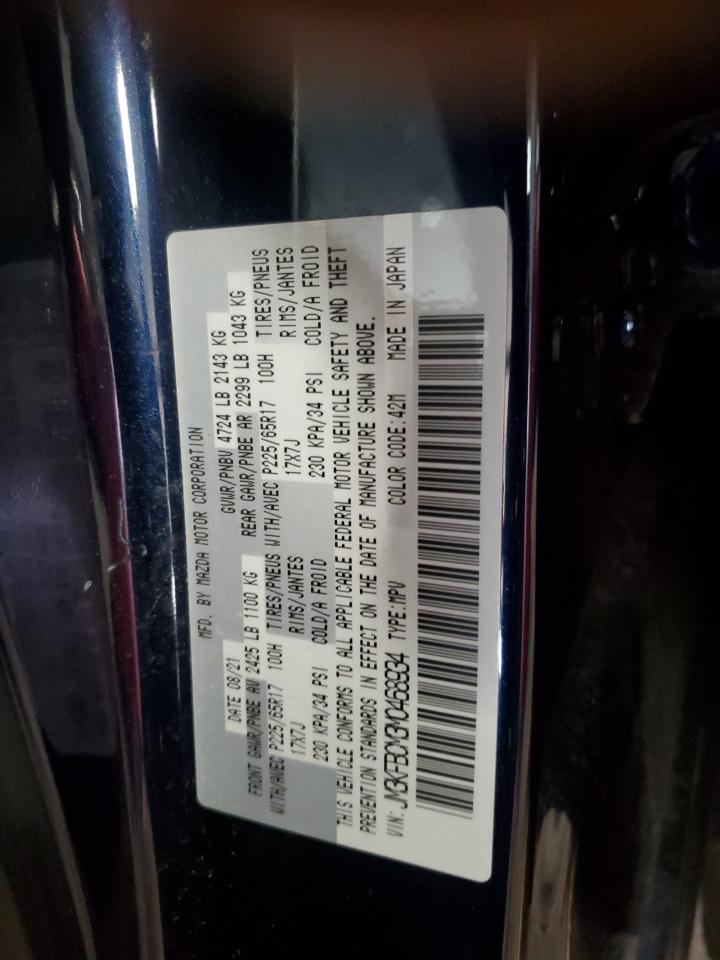 MFD. BY MAZDA MOTOR CORPORATION
DATE 08/21 GVWR/PNBV 4724 LB 2143 KG
FRONT GAWR/PNBE AV 2425 LB 1100 KG REAR GAWR/PNBE AR 2299 LB 1043 KG
WITH/AVEC P225/65R17 100H TIRES/PNEUS WITH/AVEC P225/65R17 100H TIRES/PNEUS
17X7J RIMS/JANTES 17X7J RIMS/JANTES
230 KPA/34 PSI COLD/A FROID 230 KPA/34 PSI COLD/A FROID
THIS VEHICLE CONFORMS TO ALL APPLICABLE FEDERAL MOTOR VEHICLE SAFETY AND THEFT
PREVENTION STANDARDS IN EFFECT ON THE DATE OF MANUFACTURE SHOWN ABOVE.
VIN: JM3KFBCM3M0468934 TYPE:MPV COLOR CODE:42M MADE IN JAPAN